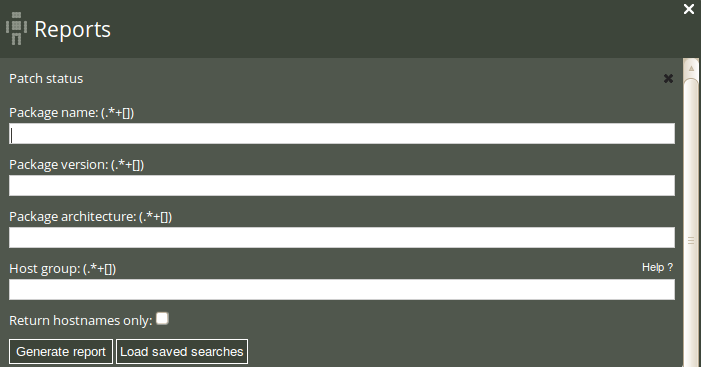 Reports
Patch status
Package name: (.*+[])
Package version: (.*+[])
Package architecture: (.*+[])
Host group: (.*+[])
Help ?
Return hostnames only:
Generate report
Load saved searches